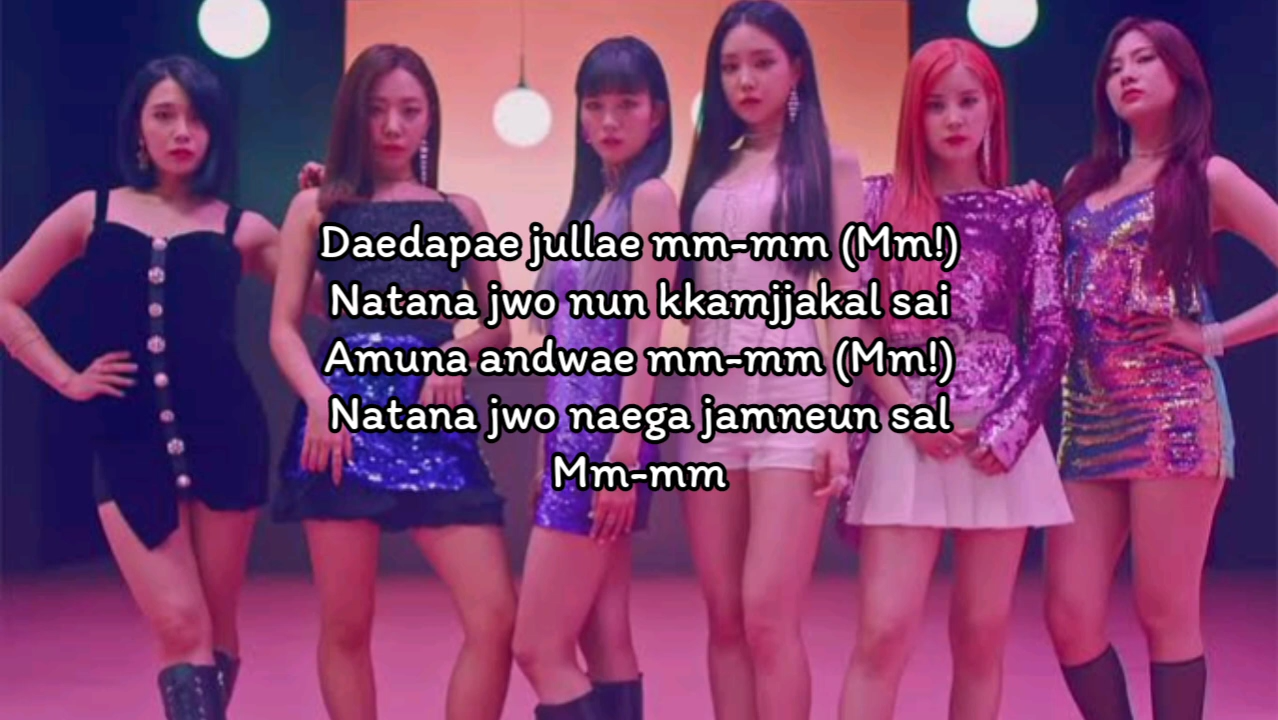 Daedapae jullae mm-mm (Mm!)
Natana jwo nun kkamjjakal sai
Amuna andwae mm-mm (Mm!)
Natana jwo naega jamneun sal
Mm-mm